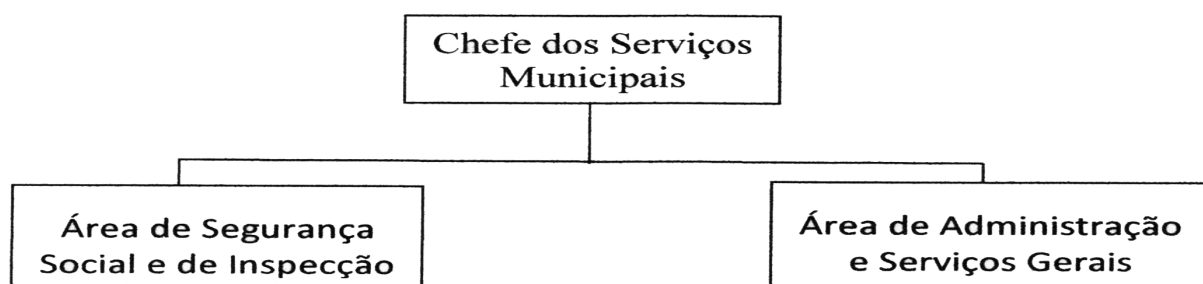 Chefe dos Serviços
Municipais
Área de Segurança
Social e de Inspecção
Área de Administração
e Serviços Gerais